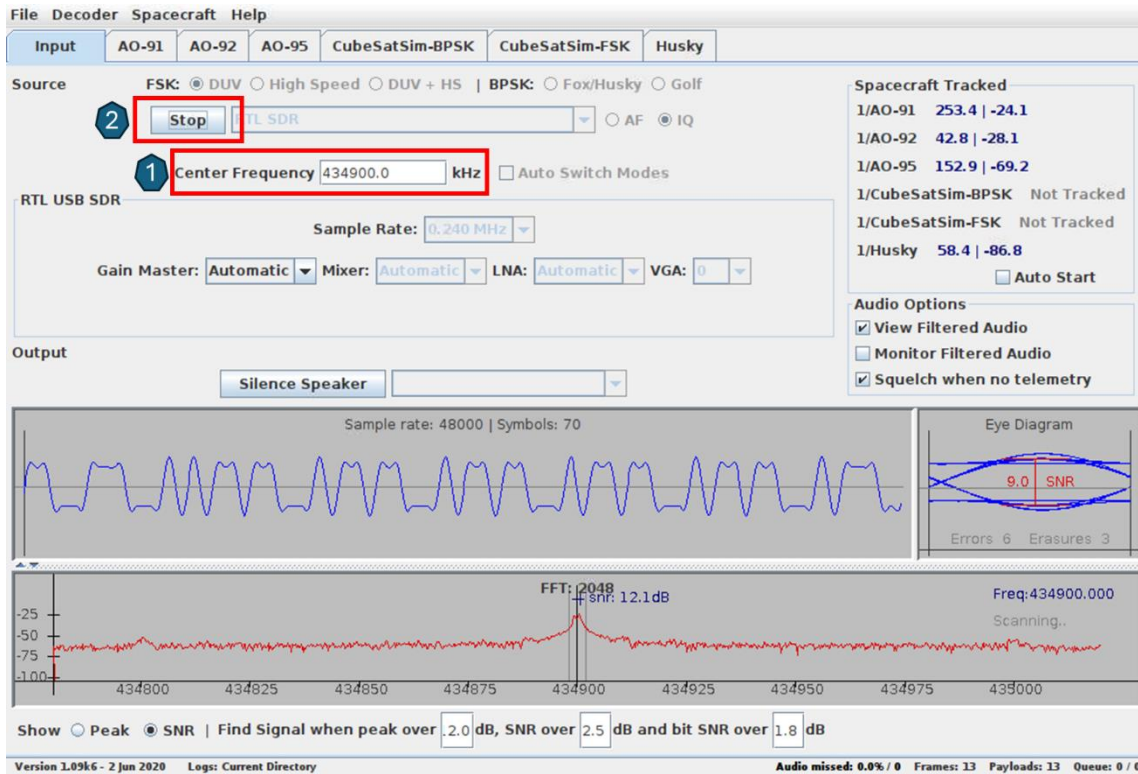 File Decoder Spacecraft Help
Input AO-91 AO-92 AO-95 CubeSatSim-BPSK CubeSatSim-FSK Husky
Source FSK: DUV High Speed DUV + HS | BPSK: Fox/Husky Golf
2 Stop RTL SDR AF IQ
1 Center Frequency 434900.0 kHz Auto Switch Modes
RTL USB SDR
Sample Rate: 0.240 MHz
Gain Master: Automatic Mixer: Automatic LNA: Automatic VGA: 0
Output
Silence Speaker
Spacecraft Tracked
1/AO-91 253.4 | -24.1
1/AO-92 42.8 | -28.1
1/AO-95 152.9 | -69.2
1/CubeSatSim-BPSK Not Tracked
1/CubeSatSim-FSK Not Tracked
1/Husky 58.4 | -86.8
Auto Start
Audio Options
View Filtered Audio
Monitor Filtered Audio
Squelch when no telemetry
Sample rate: 48000 | Symbols: 70
Eye Diagram
9.0 SNR
Errors 6 Erasures 3
FFT: 2048
snr: 12.1dB
Freq:434900.000
Scanning..
-25
-50
-75
-100
434800 434825 434850 434875 434900 434925 434950 434975 435000
Show Peak SNR | Find Signal when peak over .2.0 dB, SNR over 2.5 dB and bit SNR over 1.8 dB
Version 1.09k6 - 2 Jun 2020 Logs: Current Directory Audio missed: 0.0% / 0 Frames: 13 Payloads: 13 Queue: 0 /